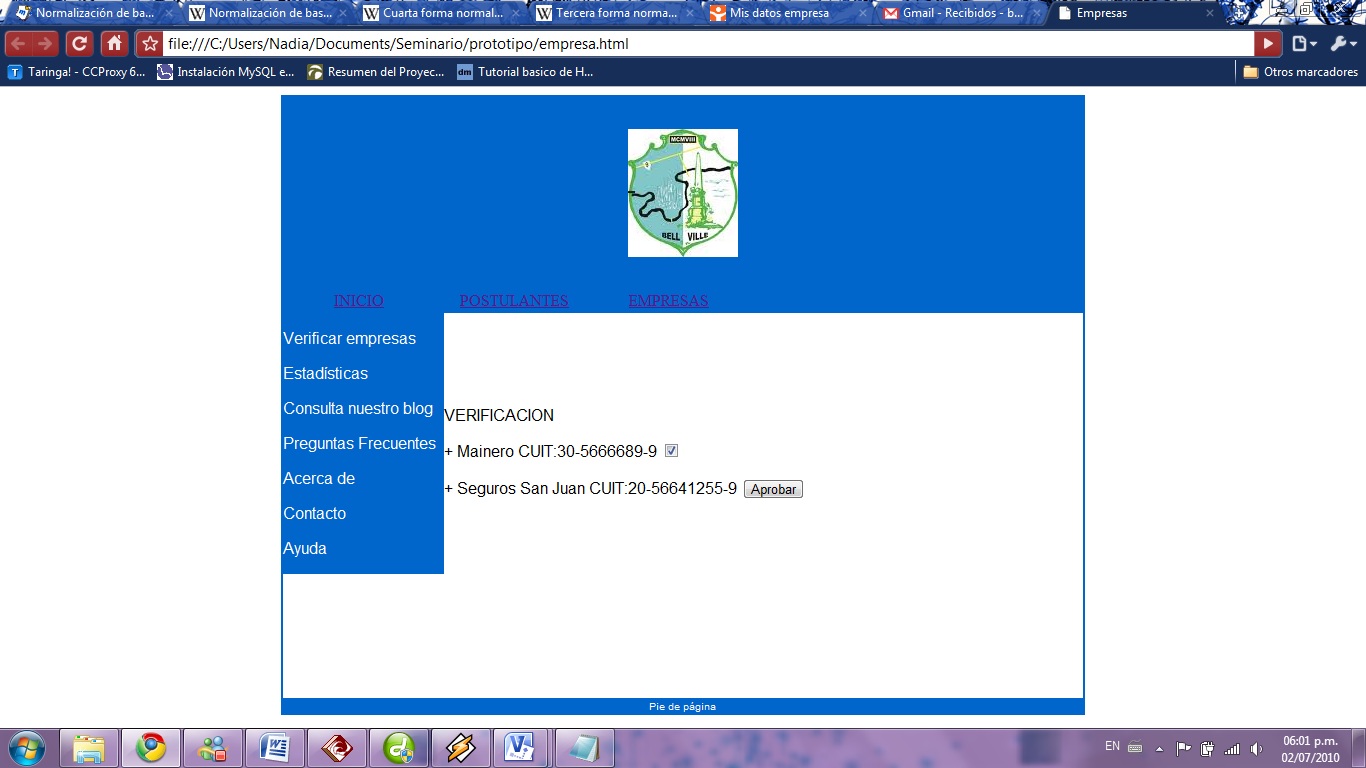 Normalización de ba...
Normalización de bas...
Cuarta forma normal...
Tercera forma norma...
Mis datos empresa
Gmail - Recibidos - b...
Empresas
file:///C:/Users/Nadia/Documents/Seminario/prototipo/empresa.html
Taringa! - CCProxy 6...
Instalación MySQL e...
Resumen del Proyec...
dm
Tutorial basico de H...
Otros marcadores
MCMVIII
BELL VILLE
INICIO
POSTULANTES
EMPRESAS
Verificar empresas
Estadísticas
Consulta nuestro blog
Preguntas Frecuentes
Acerca de
Contacto
Ayuda
VERIFICACION
+ Mainero CUIT:30-5666689-9
+ Seguros San Juan CUIT:20-56641255-9 Aprobar
Pie de página
EN
06:01 p.m.
02/07/2010